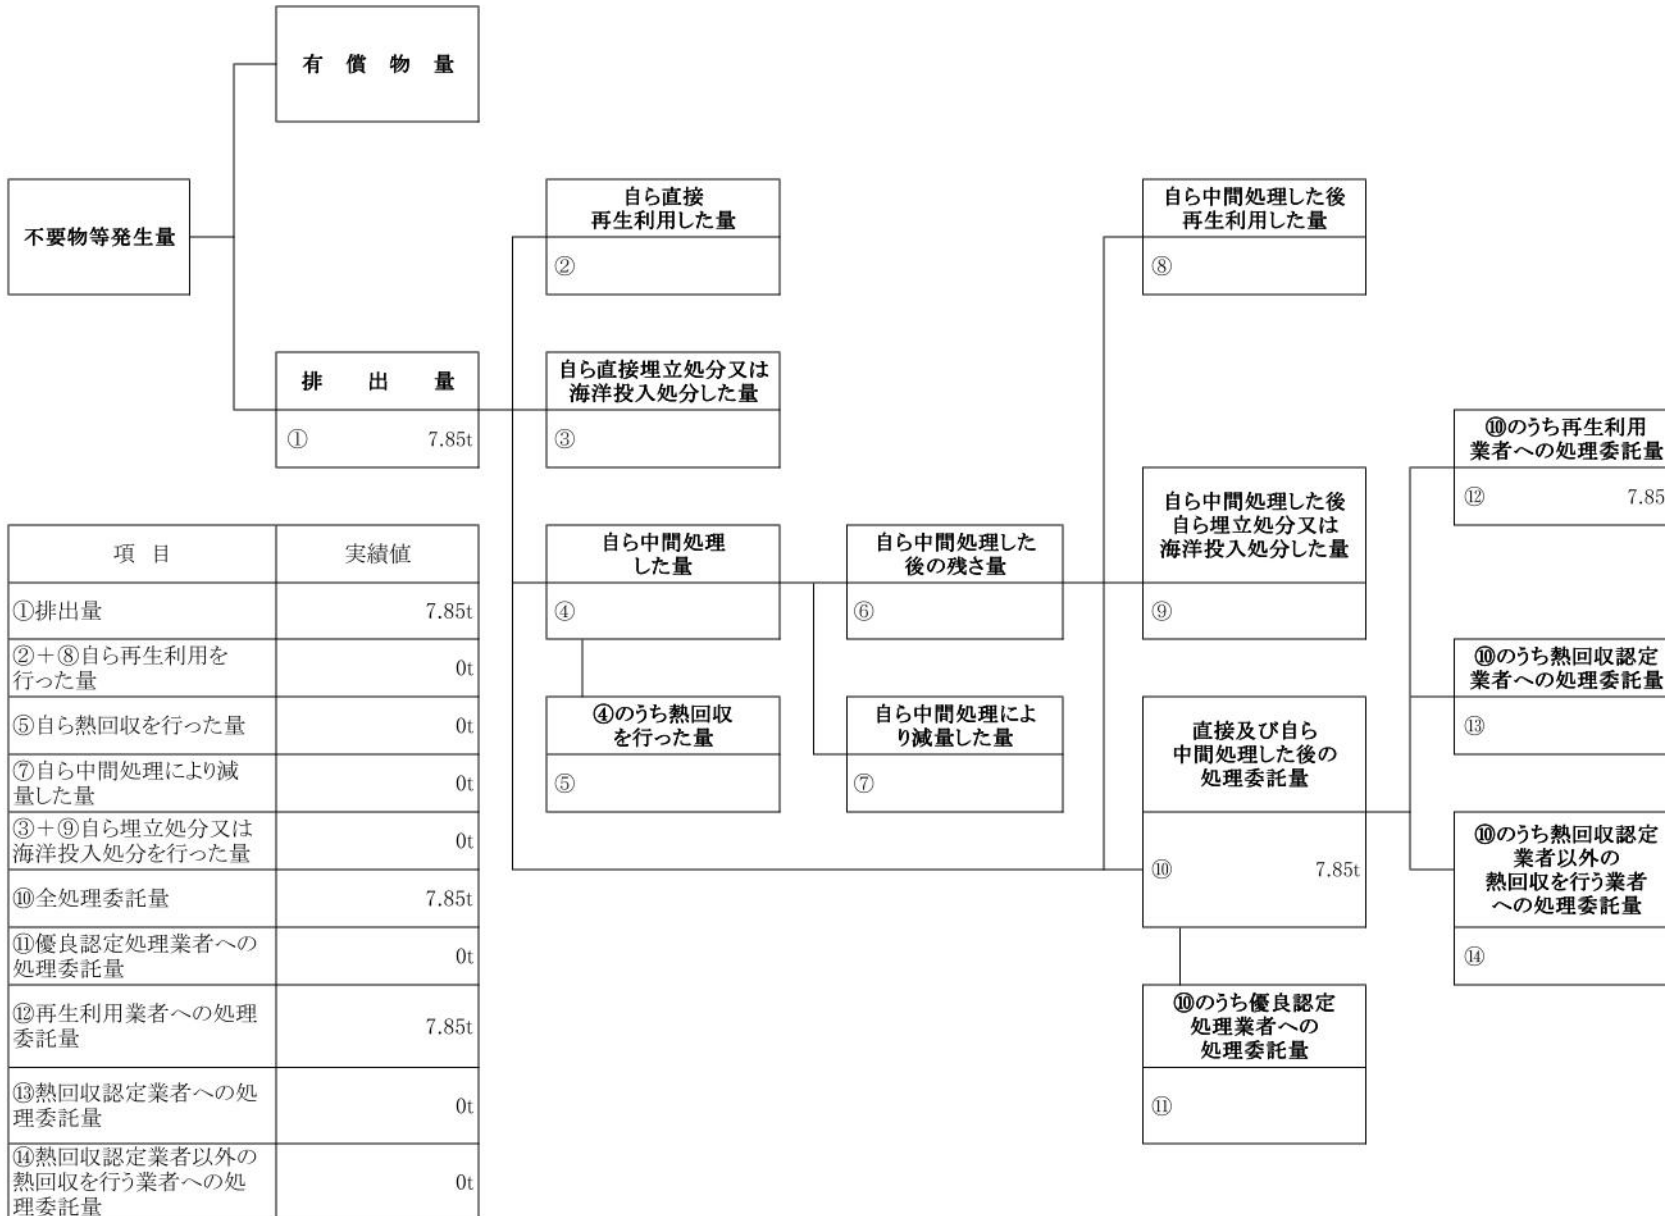 有償物量
不要物等発生量
自ら直接
再生利用した量
②
自ら中間処理した後
再生利用した量
⑧
排出量
① 7.85t
自ら直接埋立処分又は
海洋投入処分した量
③
⑩のうち再生利用
業者への処理委託量
⑫ 7.85
自ら中間処理
した量
④
自ら中間処理した
後の残さ量
⑥
自ら中間処理した後
自ら埋立処分又は
海洋投入処分した量
⑨
⑩のうち熱回収認定
業者への処理委託量
⑬
④のうち熱回収
を行った量
⑤
自ら中間処理によ
り減量した量
⑦
直接及び自ら
中間処理した後の
処理委託量
⑩ 7.85t
⑩のうち熱回収認定
業者以外の
熱回収を行う業者
への処理委託量
⑭
⑩のうち優良認定
処理業者への
処理委託量
⑪
項目 実績値
①排出量 7.85t
②＋⑧自ら再生利用を
行った量 0t
⑤自ら熱回収を行った量 0t
⑦自ら中間処理により減
量した量 0t
③＋⑨自ら埋立処分又は
海洋投入処分を行った量 0t
⑩全処理委託量 7.85t
⑪優良認定処理業者への
処理委託量 0t
⑫再生利用業者への処理
委託量 7.85t
⑬熱回収認定業者への処
理委託量 0t
⑭熱回収認定業者以外の
熱回収を行う業者への処
理委託量 0t